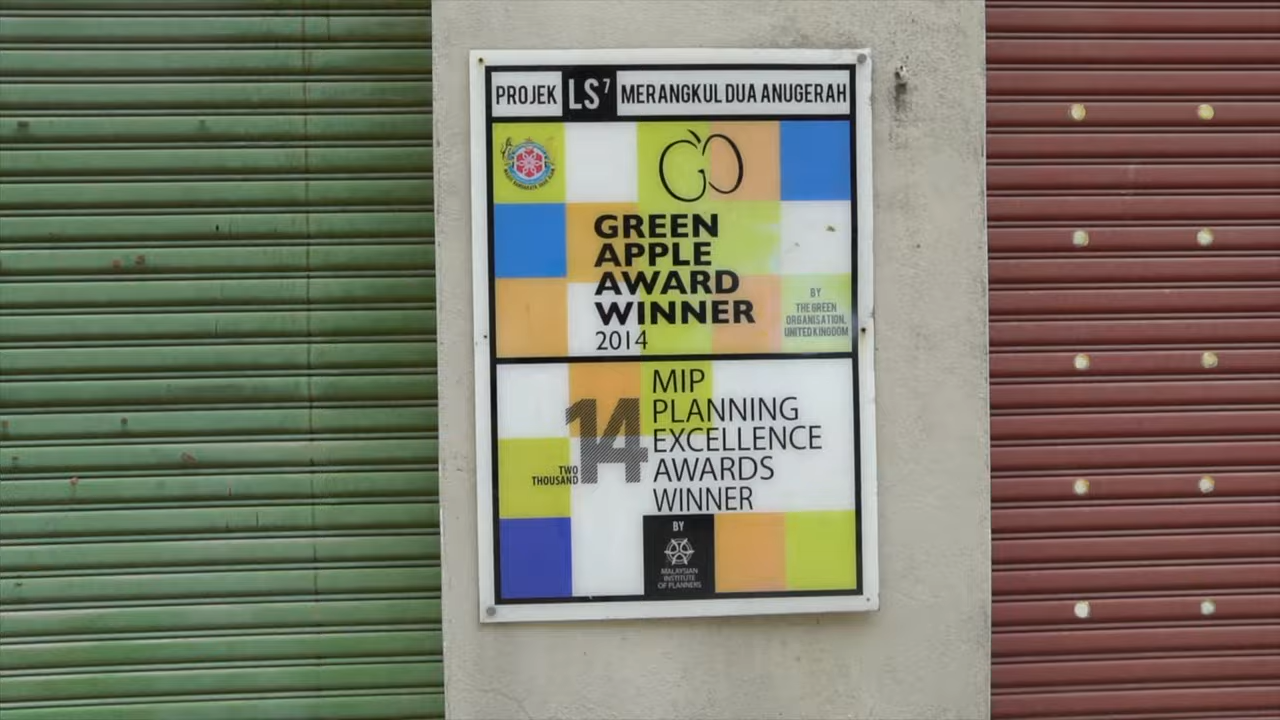 PROJEK LS7 MERANGKUL DUA ANUGERAH
GREEN
APPLE
AWARD
WINNER
2014
BY
THE GREEN
ORGANISATION,
UNITED KINGDOM
TWO
THOUSAND
14
MIP
PLANNING
EXCELLENCE
AWARDS
WINNER
BY
MALAYSIAN
INSTITUTE
OF PLANNERS